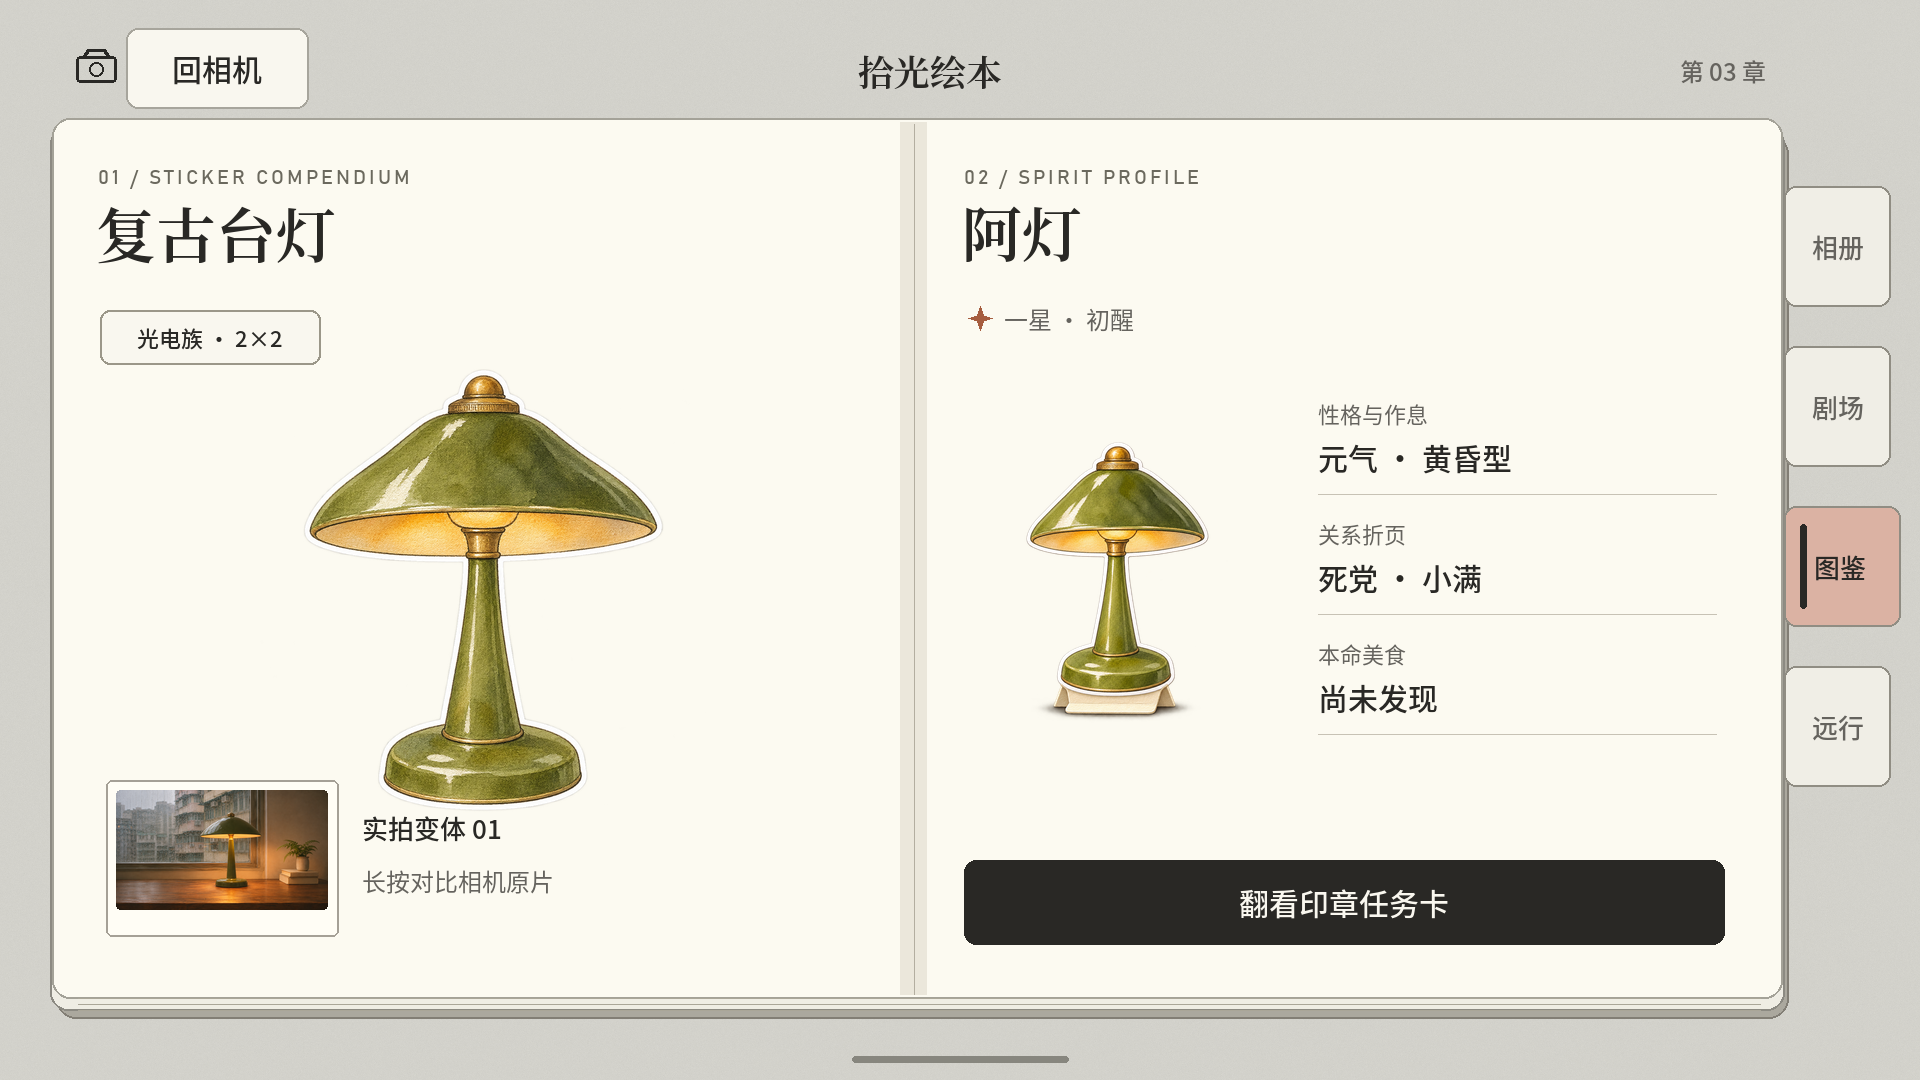 回相机
拾光绘本
第 03 章
01 / STICKER COMPENDIUM
复古台灯
光电族 · 2×2
实拍变体 01
长按对比相机原片
02 / SPIRIT PROFILE
阿灯
一星 · 初醒
性格与作息
元气 · 黄昏型
关系折页
死党 · 小满
本命美食
尚未发现
翻看印章任务卡
相册
剧场
图鉴
远行